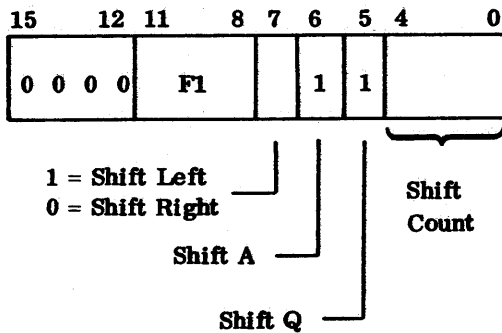 15 12 11 8 7 6 5 4 0
0 0 0 0 F1 1 1
1 = Shift Left
0 = Shift Right
Shift
Count
Shift A
Shift Q